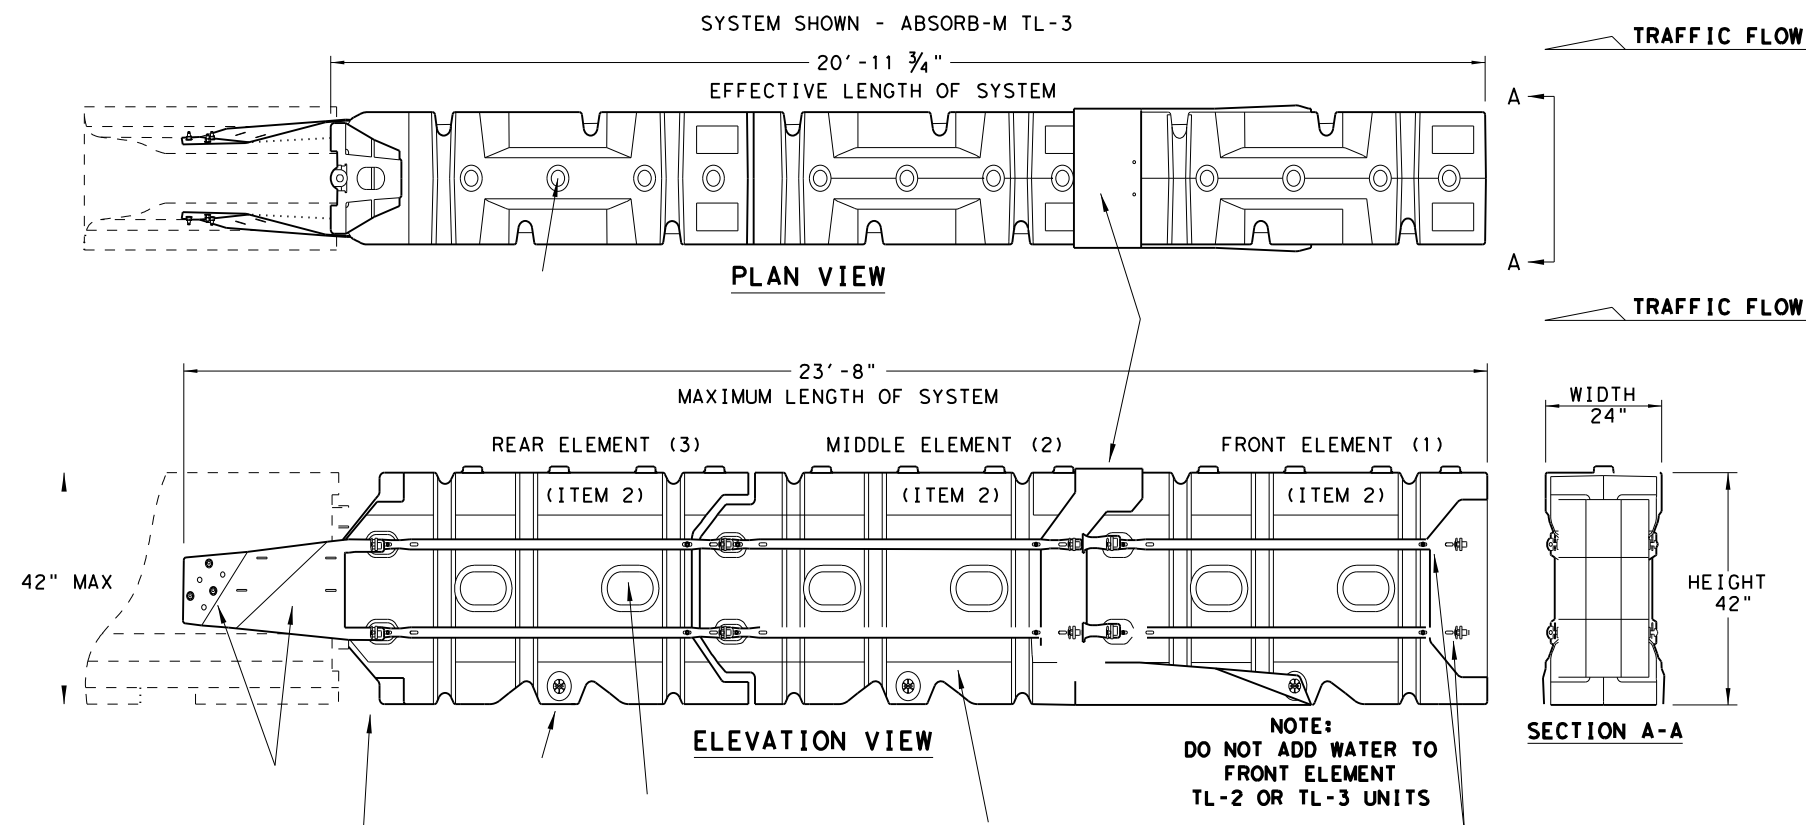 SYSTEM SHOWN - ABSORB-M TL-3
TRAFFIC FLOW
20'-11 3/4"
EFFECTIVE LENGTH OF SYSTEM
A
A
PLAN VIEW
TRAFFIC FLOW
23'-8"
MAXIMUM LENGTH OF SYSTEM
WIDTH
24"
REAR ELEMENT (3)
MIDDLE ELEMENT (2)
FRONT ELEMENT (1)
(ITEM 2)
(ITEM 2)
(ITEM 2)
42" MAX
HEIGHT
42"
ELEVATION VIEW
NOTE:
DO NOT ADD WATER TO
FRONT ELEMENT
TL-2 OR TL-3 UNITS
SECTION A-A